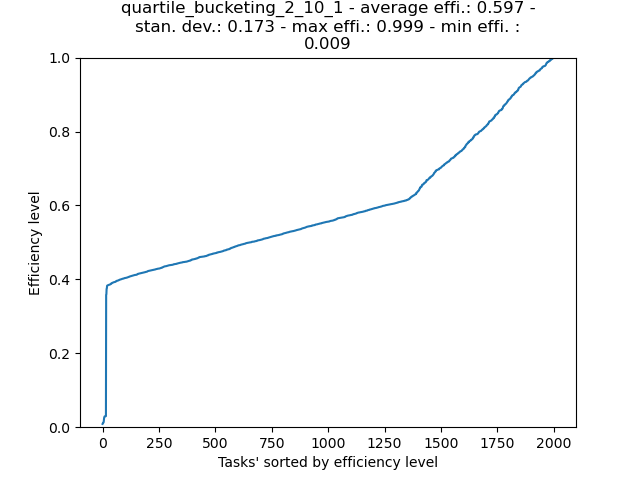 quartile_bucketing_2_10_1 - average effi.: 0.597 -
stan. dev.: 0.173 - max effi.: 0.999 - min effi. :
0.009
1.0
0.8
0.6
0.4
0.2
0.0
Efficiency level
0 250 500 750 1000 1250 1500 1750 2000
Tasks' sorted by efficiency level